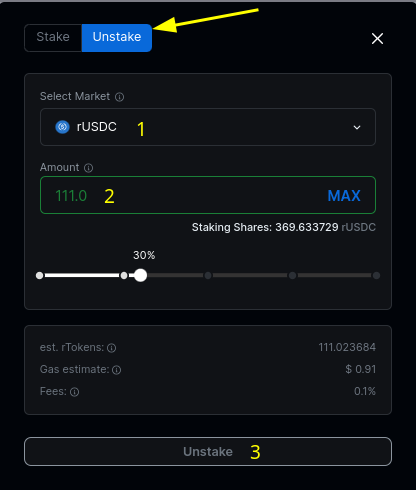 Stake Unstake
Select Market
rUSDC 1
Amount
111.0 2 MAX
Staking Shares: 369.633729 rUSDC
30%
est. rTokens: 111.023684
Gas estimate: $ 0.91
Fees: 0.1%
Unstake 3